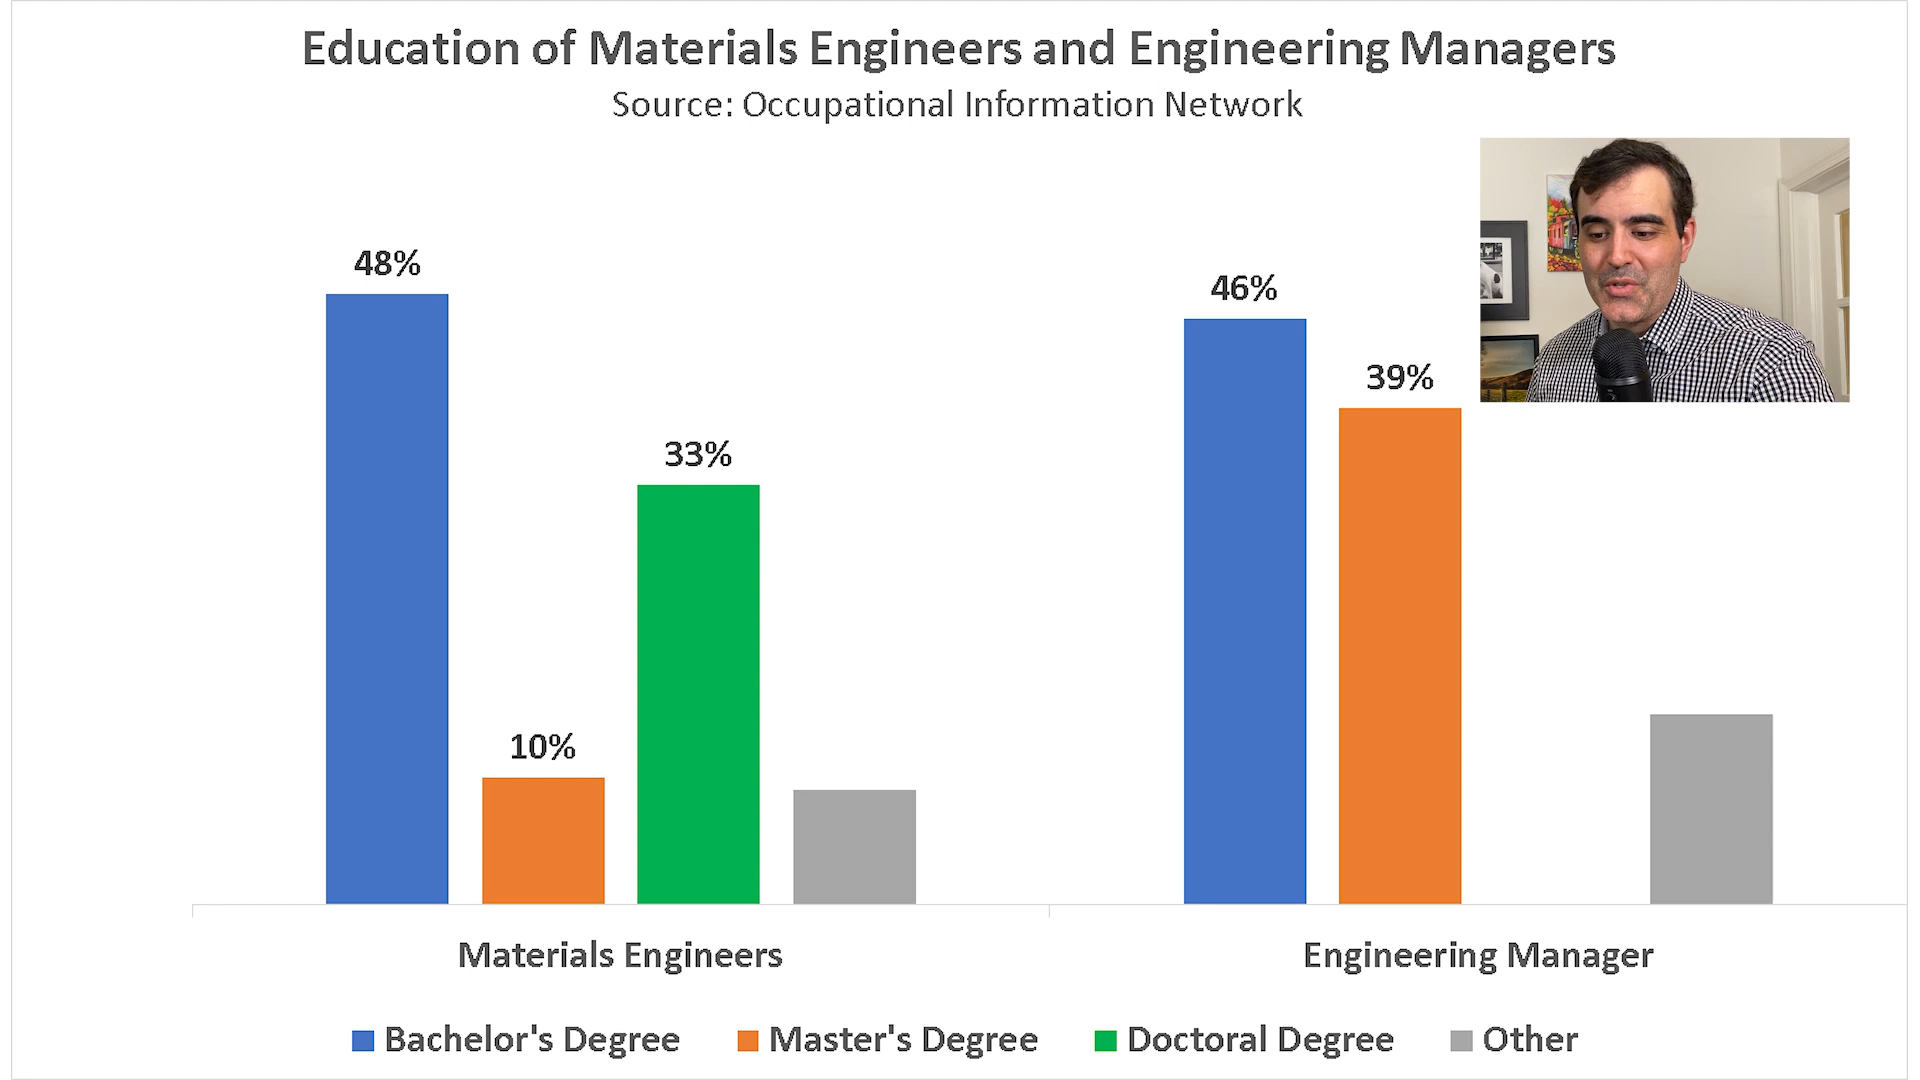 Education of Materials Engineers and Engineering Managers
Source: Occupational Information Network
48%
10%
33%
46%
39%
Materials Engineers
Engineering Manager
Bachelor's Degree
Master's Degree
Doctoral Degree
Other